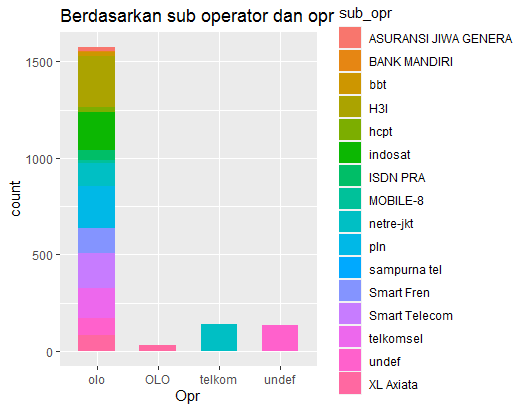 Berdasarkan sub operator dan opr
sub_opr
ASURANSI JIWA GENERA
BANK MANDIRI
bbt
H3I
hcpt
indosat
ISDN PRA
MOBILE-8
netre-jkt
pln
sampurna tel
Smart Fren
Smart Telecom
telkomsel
undef
XL Axiata
count
1500
1000
500
0
olo
OLO
telkom
undef
Opr